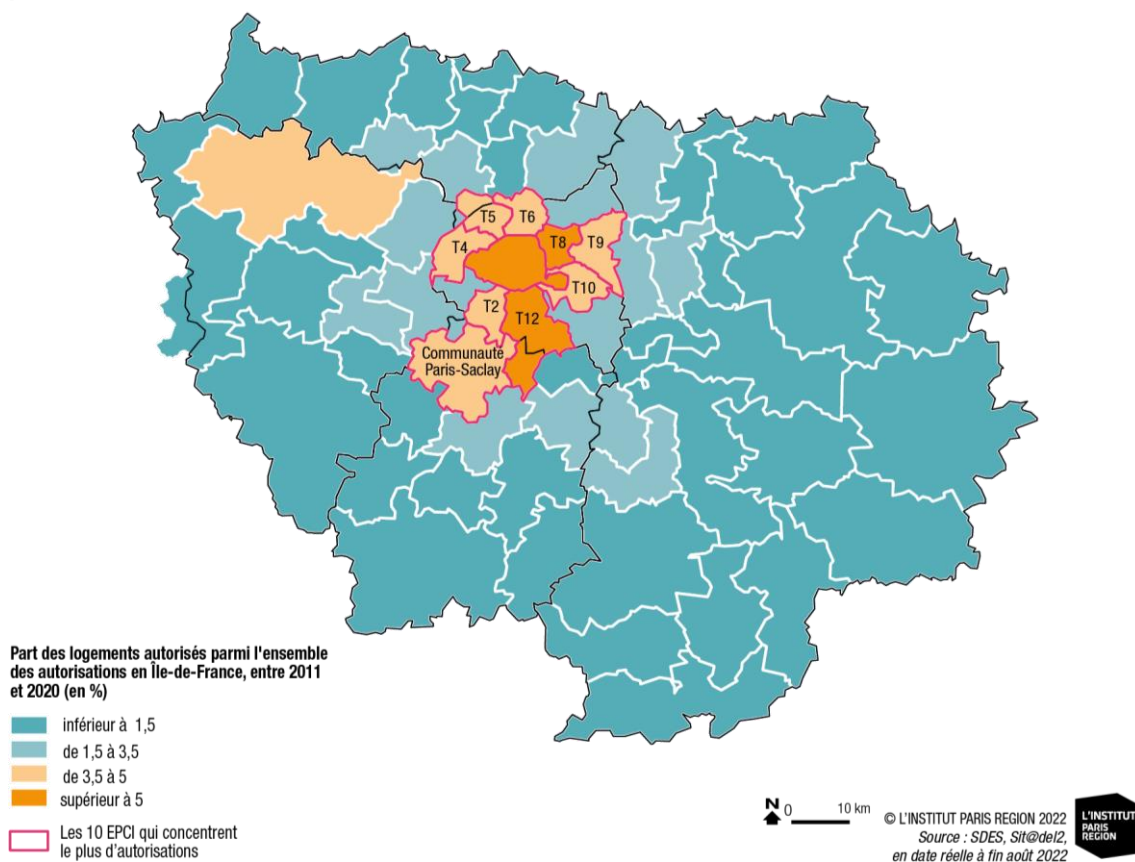 T5
T6
T4
T8
T9
T10
T2
T12
Communauté
Paris-Saclay
Part des logements autorisés parmi l'ensemble
des autorisations en Île-de-France, entre 2011
et 2020 (en %)
inférieur à 1,5
de 1,5 à 3,5
de 3,5 à 5
supérieur à 5
Les 10 EPCI qui concentrent
le plus d'autorisations
N 0 10 km
© L'INSTITUT PARIS REGION 2022
Source : SDES, Sit@del2,
en date réelle à fin août 2022
L'INSTITUT
PARIS
REGION